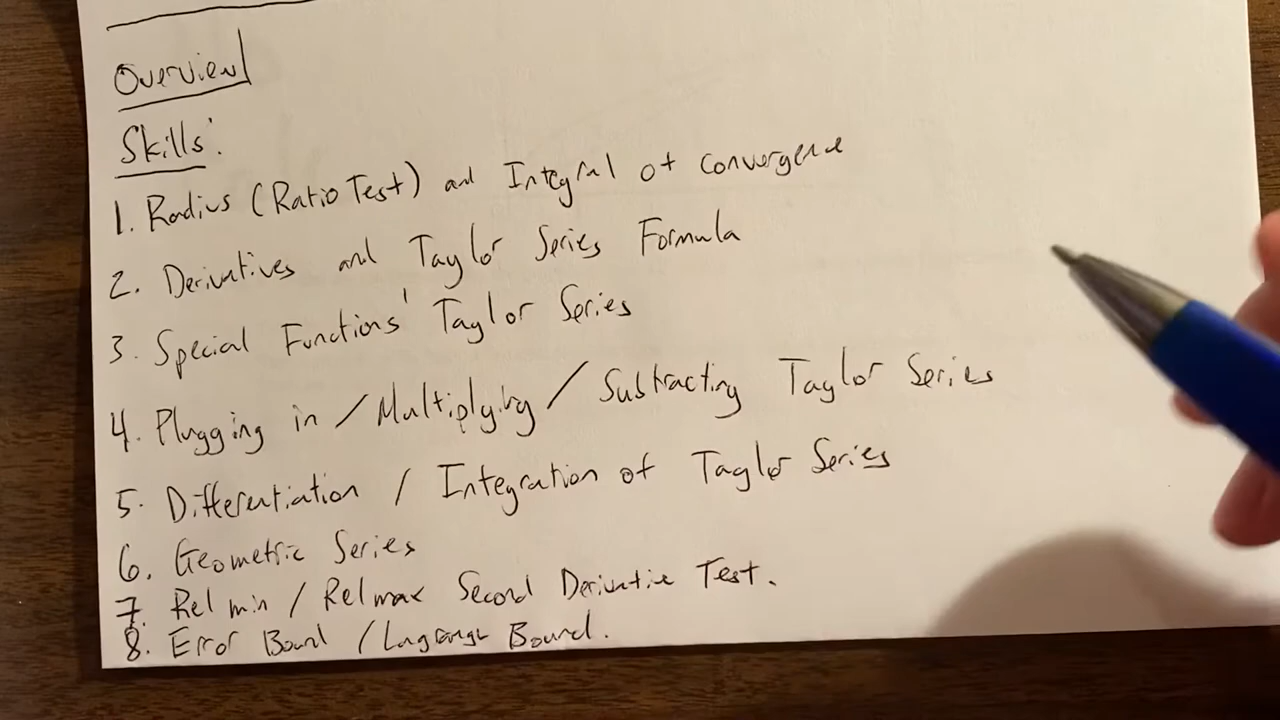 Overview
Skills:
1. Radius (Ratio Test) and Integral of convergence
2. Derivatives and Taylor Series Formula
3. Special Functions' Taylor Series
4. Plugging in / Multiplying / Subtracting Taylor Series
5. Differentiation / Integration of Taylor Series
6. Geometric Series
7. Rel min / Rel max Second Derivative Test.
8. Error Bound / Lagrange Bound.